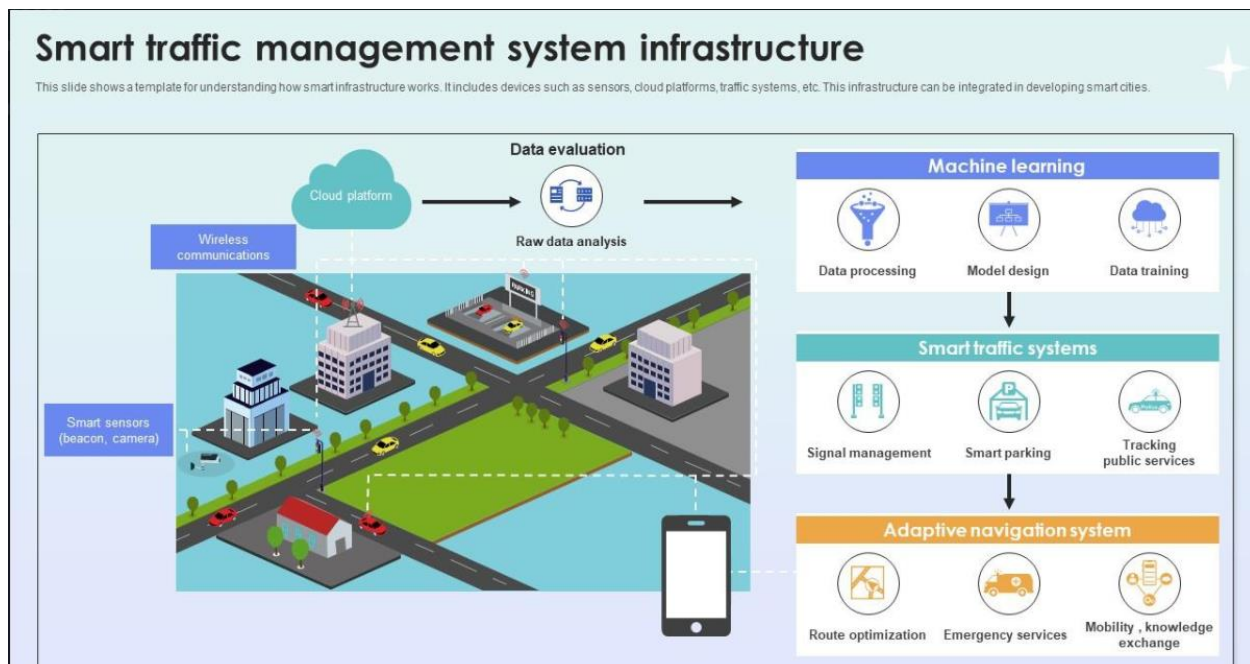 Smart traffic management system infrastructure
This slide shows a template for understanding how smart infrastructure works. It includes devices such as sensors, cloud platforms, traffic systems, etc. This infrastructure can be integrated in developing smart cities.
Data evaluation
Cloud platform
Raw data analysis
Wireless
communications
PARKING
Smart sensors
(beacon, camera)
Machine learning
Data processing
Model design
Data training
Smart traffic systems
P
Signal management
Smart parking
Tracking
public services
Adaptive navigation system
Route optimization
Emergency services
Mobility , knowledge
exchange